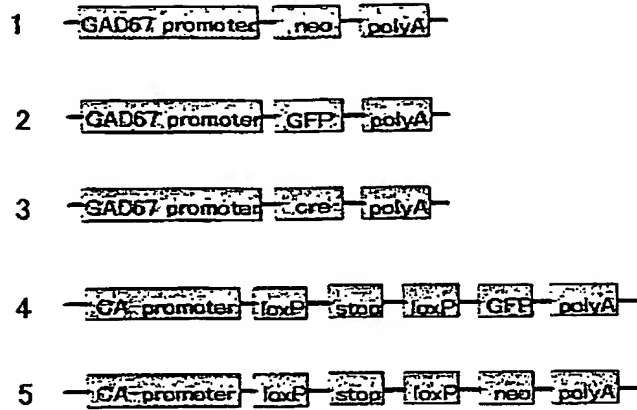 1 GAD67 promoter neo polyA
2 GAD67 promoter GFP polyA
3 GAD67 promoter cre polyA
4 CA-promoter loxP stop loxP GFP polyA
5 CA-promoter loxP stop loxP neo polyA